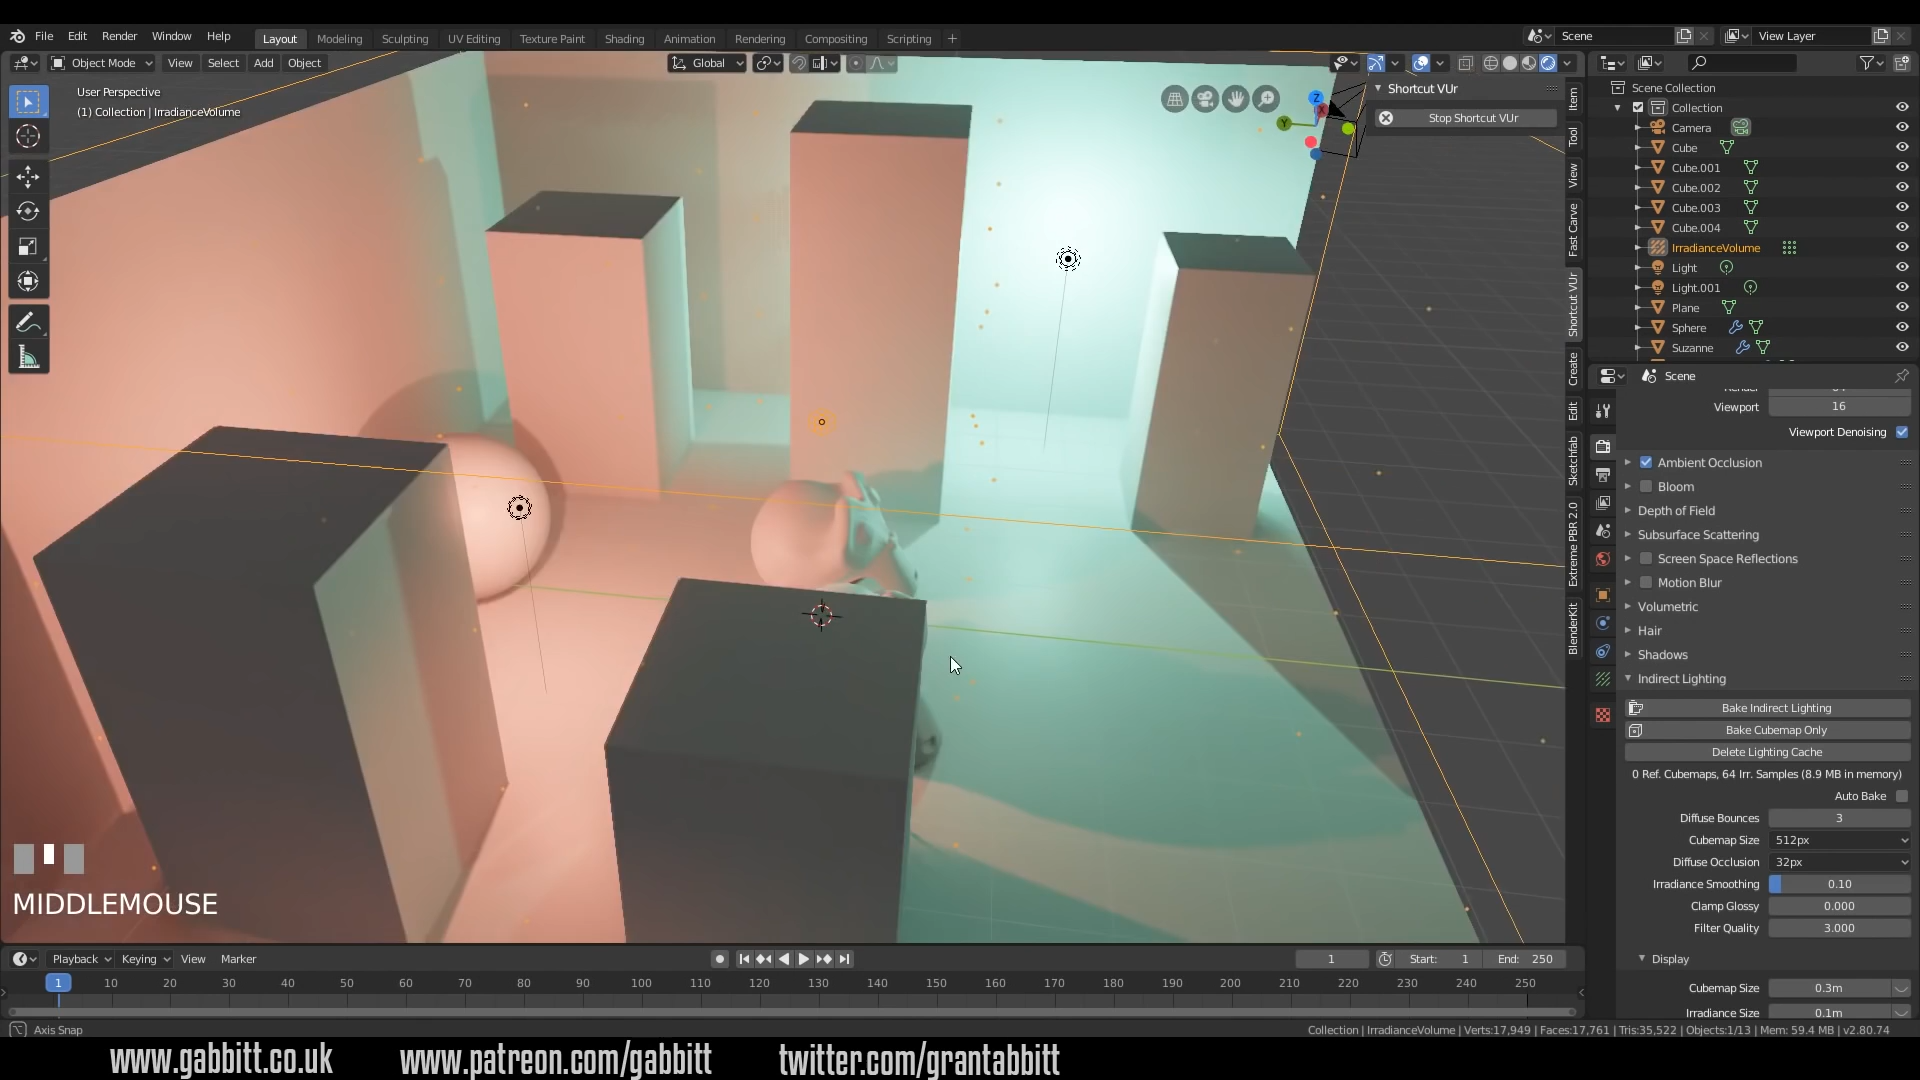 File Edit Render Window Help Layout Modeling Sculpting UV Editing Texture Paint Shading Animation Rendering Compositing Scripting + Scene View Layer
Object Mode View Select Add Object Global
User Perspective
(1) Collection | IrradianceVolume
Shortcut VUr
Stop Shortcut VUr
Z
X
Y
Item
Tool
View
Fast Carve
Shortcut VUr
Create
Edit
Sketchfab
Extreme PBR 2.0
BlenderKit
Scene Collection
Collection
Camera
Cube
Cube.001
Cube.002
Cube.003
Cube.004
IrradianceVolume
Light
Light.001
Plane
Sphere
Suzanne
Scene
Viewport 16
Viewport Denoising
Ambient Occlusion
Bloom
Depth of Field
Subsurface Scattering
Screen Space Reflections
Motion Blur
Volumetric
Hair
Shadows
Indirect Lighting
Bake Indirect Lighting
Bake Cubemap Only
Delete Lighting Cache
0 Ref. Cubemaps, 64 Irr. Samples (8.9 MB in memory)
Auto Bake
Diffuse Bounces 3
Cubemap Size 512px
Diffuse Occlusion 32px
Irradiance Smoothing 0.10
Clamp Glossy 0.000
Filter Quality 3.000
Display
Cubemap Size 0.3m
Irradiance Size 0.1m
MIDDLEMOUSE
Playback Keying View Marker 1 Start: 1 End: 250
1 10 20 30 40 50 60 70 80 90 100 110 120 130 140 150 160 170 180 190 200 210 220 230 240 250
Axis Snap
Collection | IrradianceVolume | Verts:17,949 | Faces:17,761 | Tris:35,522 | Objects:1/13 | Mem: 59.4 MB | v2.80.74
www.gabbitt.co.uk www.patreon.com/gabbitt twitter.com/grantabbitt